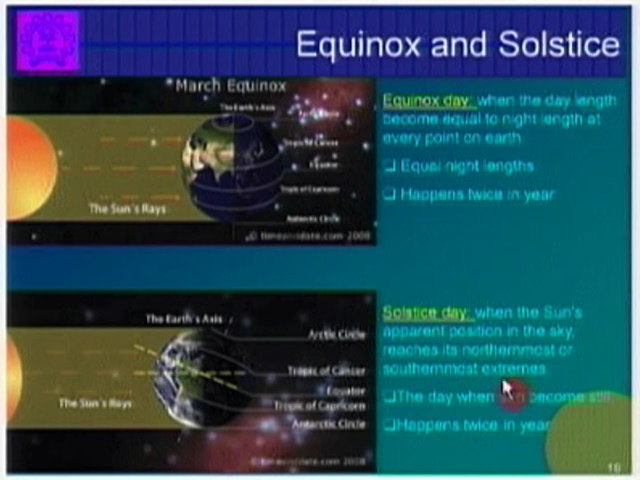 Equinox and Solstice
March Equinox
The Earth's Axis
Tropic of Cancer
Equator
Tropic of Capricorn
Antarctic Circle
The Sun's Rays
© timeanddate.com 2008
Equinox day: when the day length
become equal to night length at
every point on earth
❑ Equal night lengths
❑ Happens twice in year
The Earth's Axis
Arctic Circle
Tropic of Cancer
Equator
Tropic of Capricorn
Antarctic Circle
The Sun's Rays
© timeanddate.com 2008
Solstice day: when the Sun's
apparent position in the sky,
reaches its northernmost or
southernmost extremes.
❑The day when sun become still
❑Happens twice in year
16